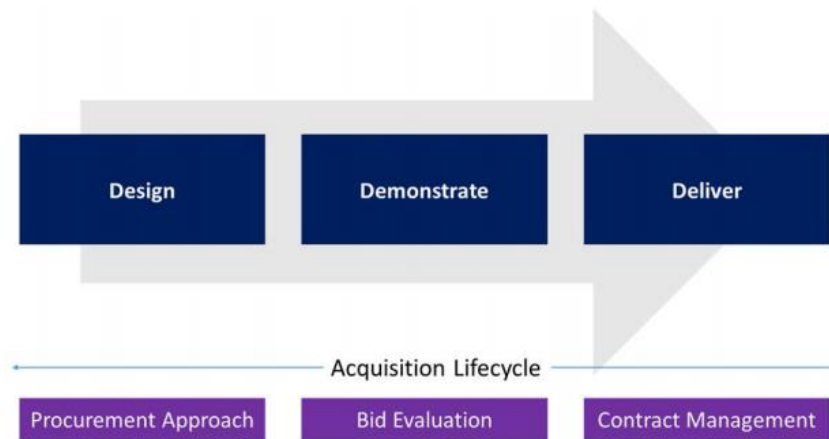 Design Demonstrate Deliver
Acquisition Lifecycle
Procurement Approach Bid Evaluation Contract Management